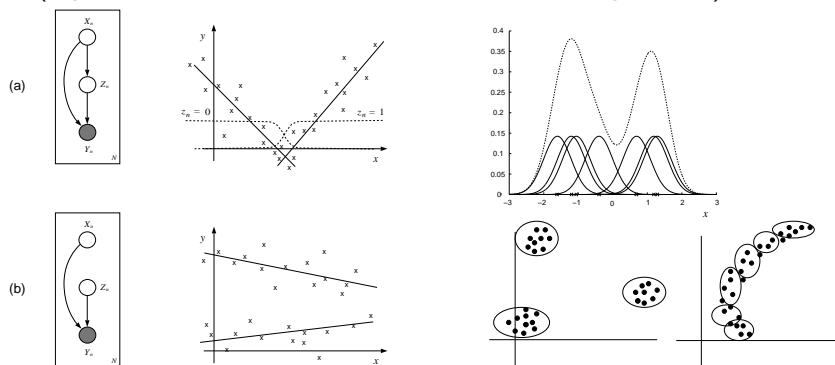 (a)
X_n
Z_n
Y_n
N
y
z_n = 0
z_n = 1
x
0.4
0.35
0.3
0.25
0.2
0.15
0.1
0.05
0
−3
−2
−1
0
1
2
3
x
(b)
X_n
Z_n
Y_n
N
y
x